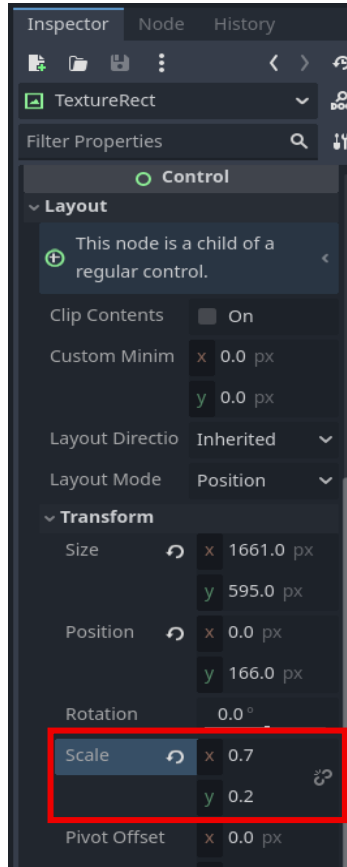 Inspector Node History
TextureRect
Filter Properties
Control
Layout
This node is a child of a
regular control.
Clip Contents On
Custom Minim x 0.0 px
y 0.0 px
Layout Directio Inherited
Layout Mode Position
Transform
Size x 1661.0 px
y 595.0 px
Position x 0.0 px
y 166.0 px
Rotation 0.0 °
Scale x 0.7
y 0.2
Pivot Offset x 0.0 px